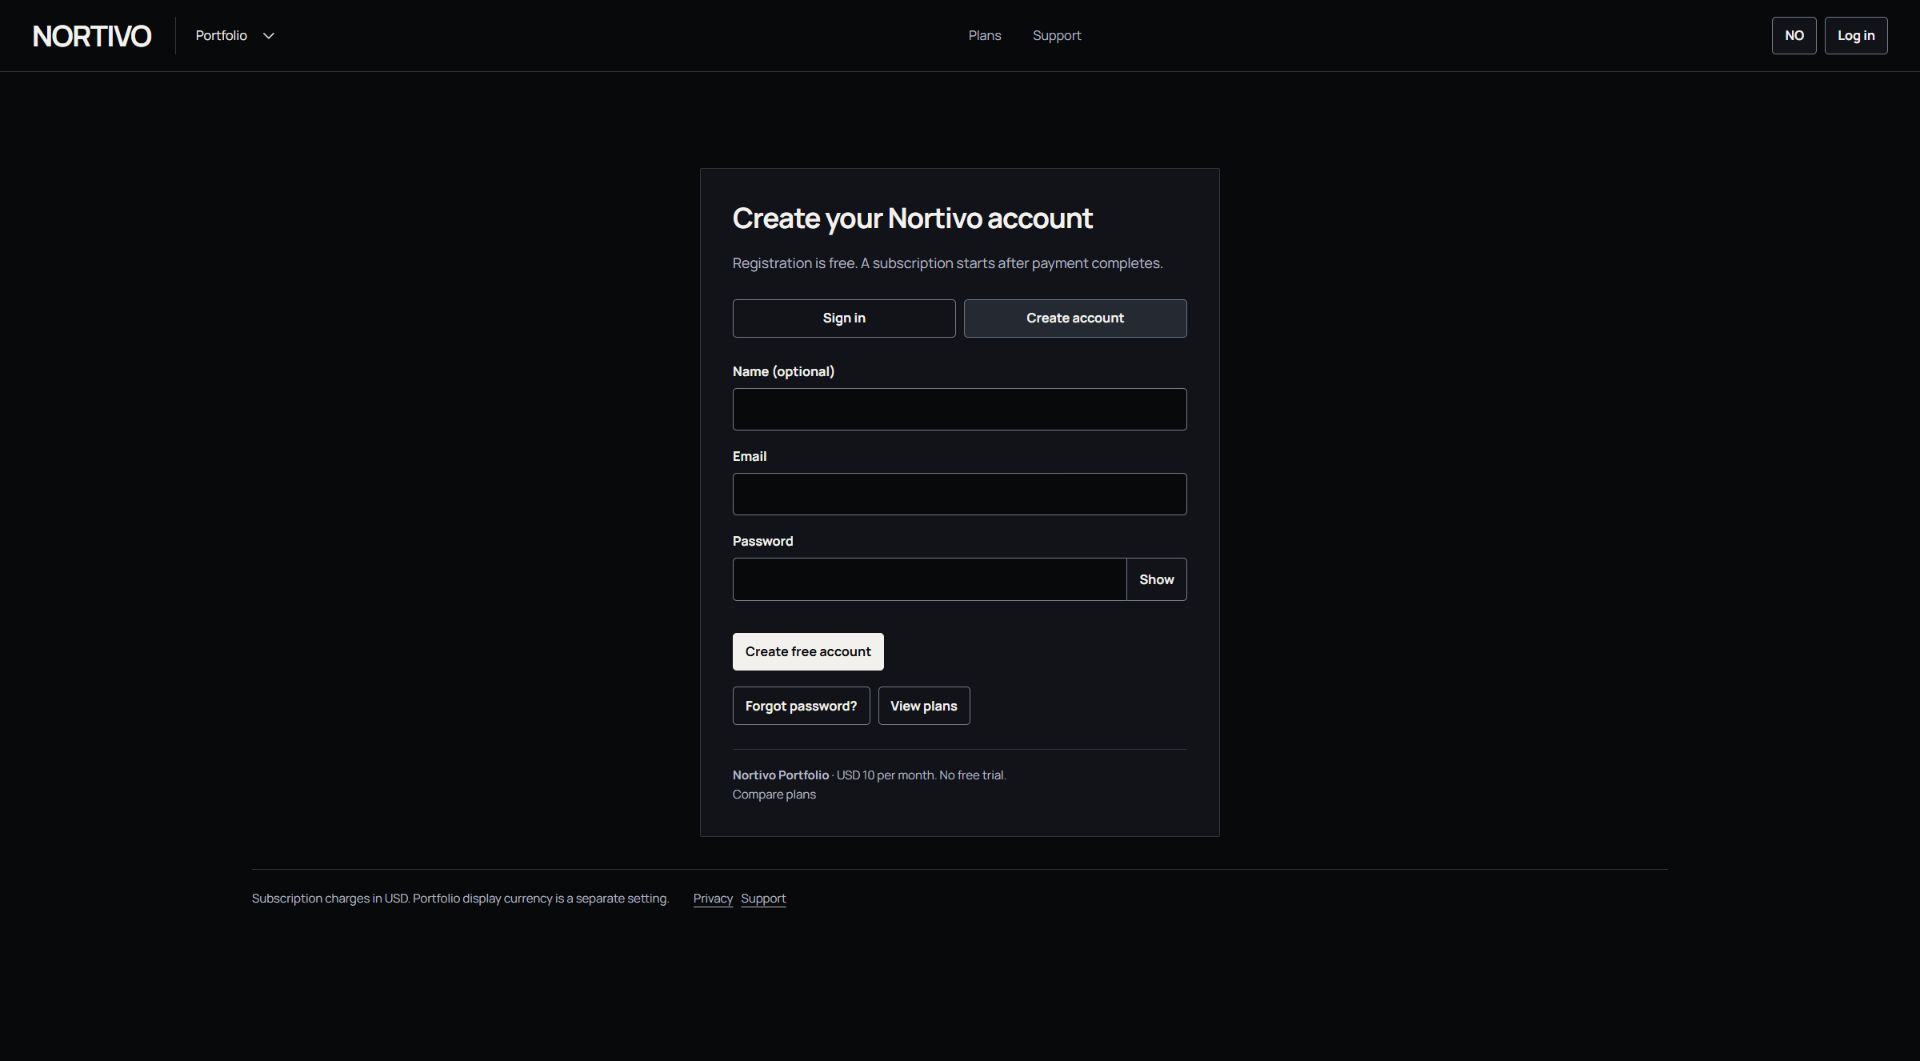 NORTIVO
Portfolio
Plans
Support
NO
Log in
Create your Nortivo account
Registration is free. A subscription starts after payment completes.
Sign in
Create account
Name (optional)
Email
Password
Show
Create free account
Forgot password?
View plans
Nortivo Portfolio · USD 10 per month. No free trial.
Compare plans
Subscription charges in USD. Portfolio display currency is a separate setting.
Privacy
Support